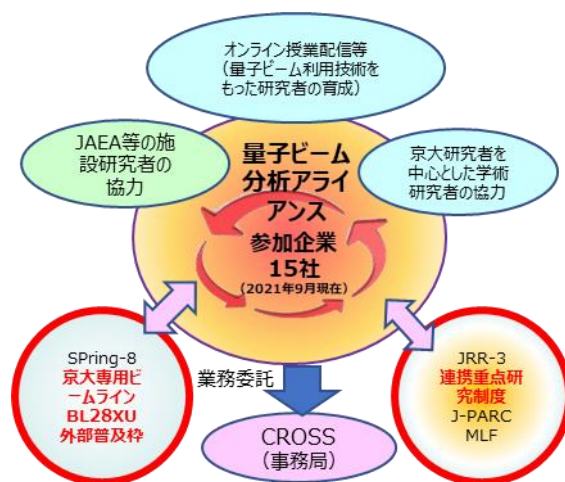 オンライン授業配信等
(量子ビーム利用技術を
もった研究者の育成)
JAEA等の施
設研究者の
協力
量子ビーム
分析アライ
アンス
参加企業
15社
(2021年9月現在)
京大研究者を
中心とした学術
研究者の協力
SPring-8
京大専用ビ
ームライン
BL28XU
外部普及枠
業務委託
CROSS
(事務局)
JRR-3
連携重点研
究制度
J-PARC
MLF